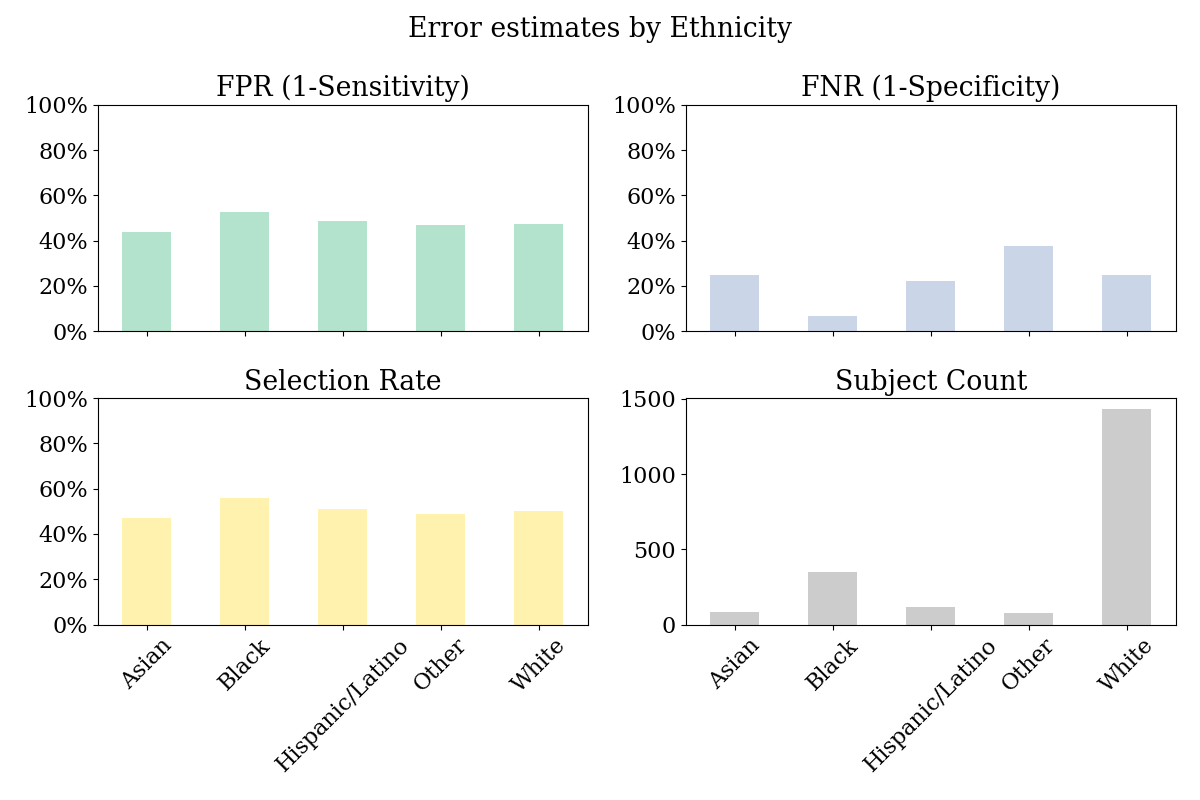 Error estimates by Ethnicity
FPR (1-Sensitivity)
100%
80%
60%
40%
20%
0%
FNR (1-Specificity)
100%
80%
60%
40%
20%
0%
Selection Rate
100%
80%
60%
40%
20%
0%
Asian
Black
Hispanic/Latino
Other
White
Subject Count
1500
1000
500
0
Asian
Black
Hispanic/Latino
Other
White